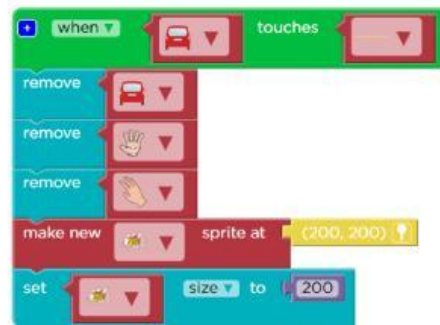 when touches
remove
remove
remove
make new sprite at (200, 200)
set size to 200